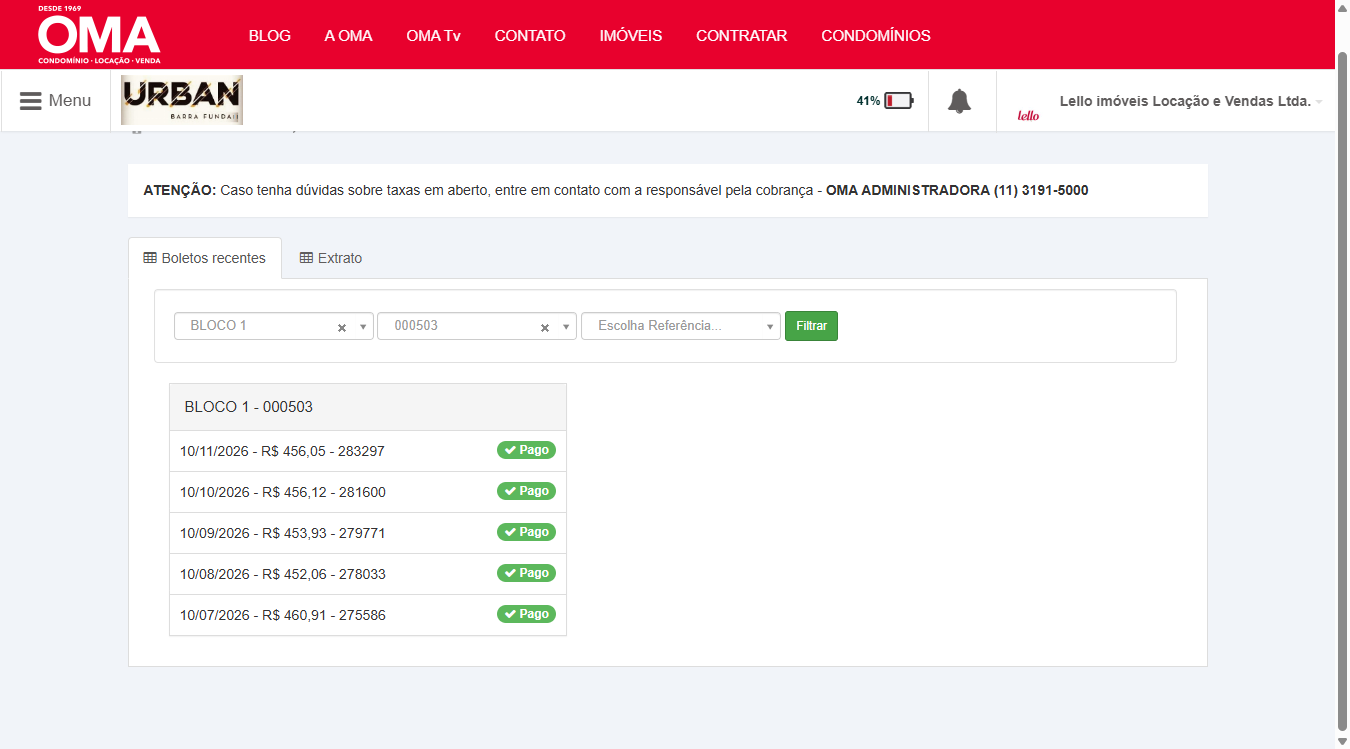 DESDE 1969
OMA
CONDOMÍNIO · LOCAÇÃO · VENDA
BLOG A OMA OMA Tv CONTATO IMÓVEIS CONTRATAR CONDOMÍNIOS
Menu
URBAN
BARRA FUNDA
41%
lello
Lello imóveis Locação e Vendas Ltda.
ATENÇÃO: Caso tenha dúvidas sobre taxas em aberto, entre em contato com a responsável pela cobrança - OMA ADMINISTRADORA (11) 3191-5000
Boletos recentes Extrato
BLOCO 1 × 000503 × Escolha Referência... Filtrar
BLOCO 1 - 000503
10/11/2026 - R$ 456,05 - 283297 Pago
10/10/2026 - R$ 456,12 - 281600 Pago
10/09/2026 - R$ 453,93 - 279771 Pago
10/08/2026 - R$ 452,06 - 278033 Pago
10/07/2026 - R$ 460,91 - 275586 Pago